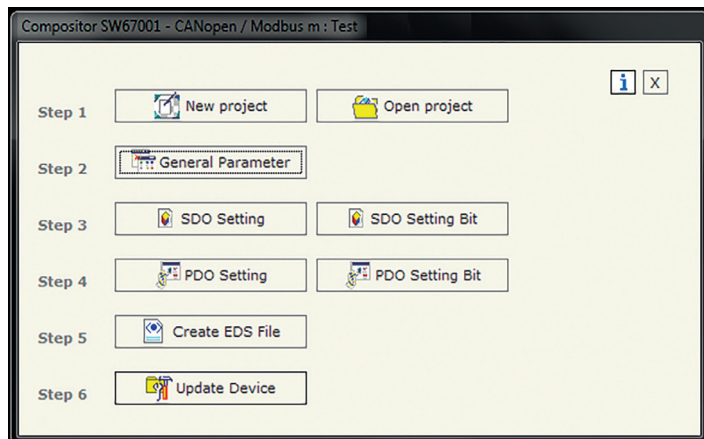 Compositor SW67001 - CANopen / Modbus m : Test
i X
Step 1 New project Open project
Step 2 General Parameter
Step 3 SDO Setting SDO Setting Bit
Step 4 PDO Setting PDO Setting Bit
Step 5 Create EDS File
Step 6 Update Device